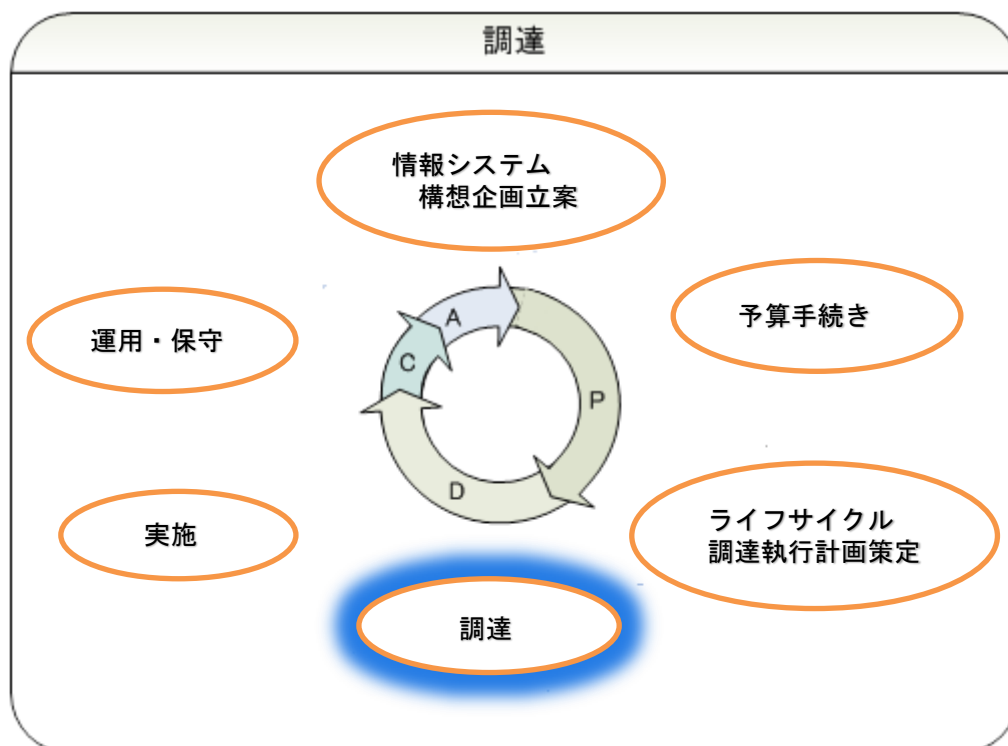 調達
情報システム
構想企画立案
予算手続き
運用・保守
A
C
P
D
ライフサイクル
調達執行計画策定
実施
調達